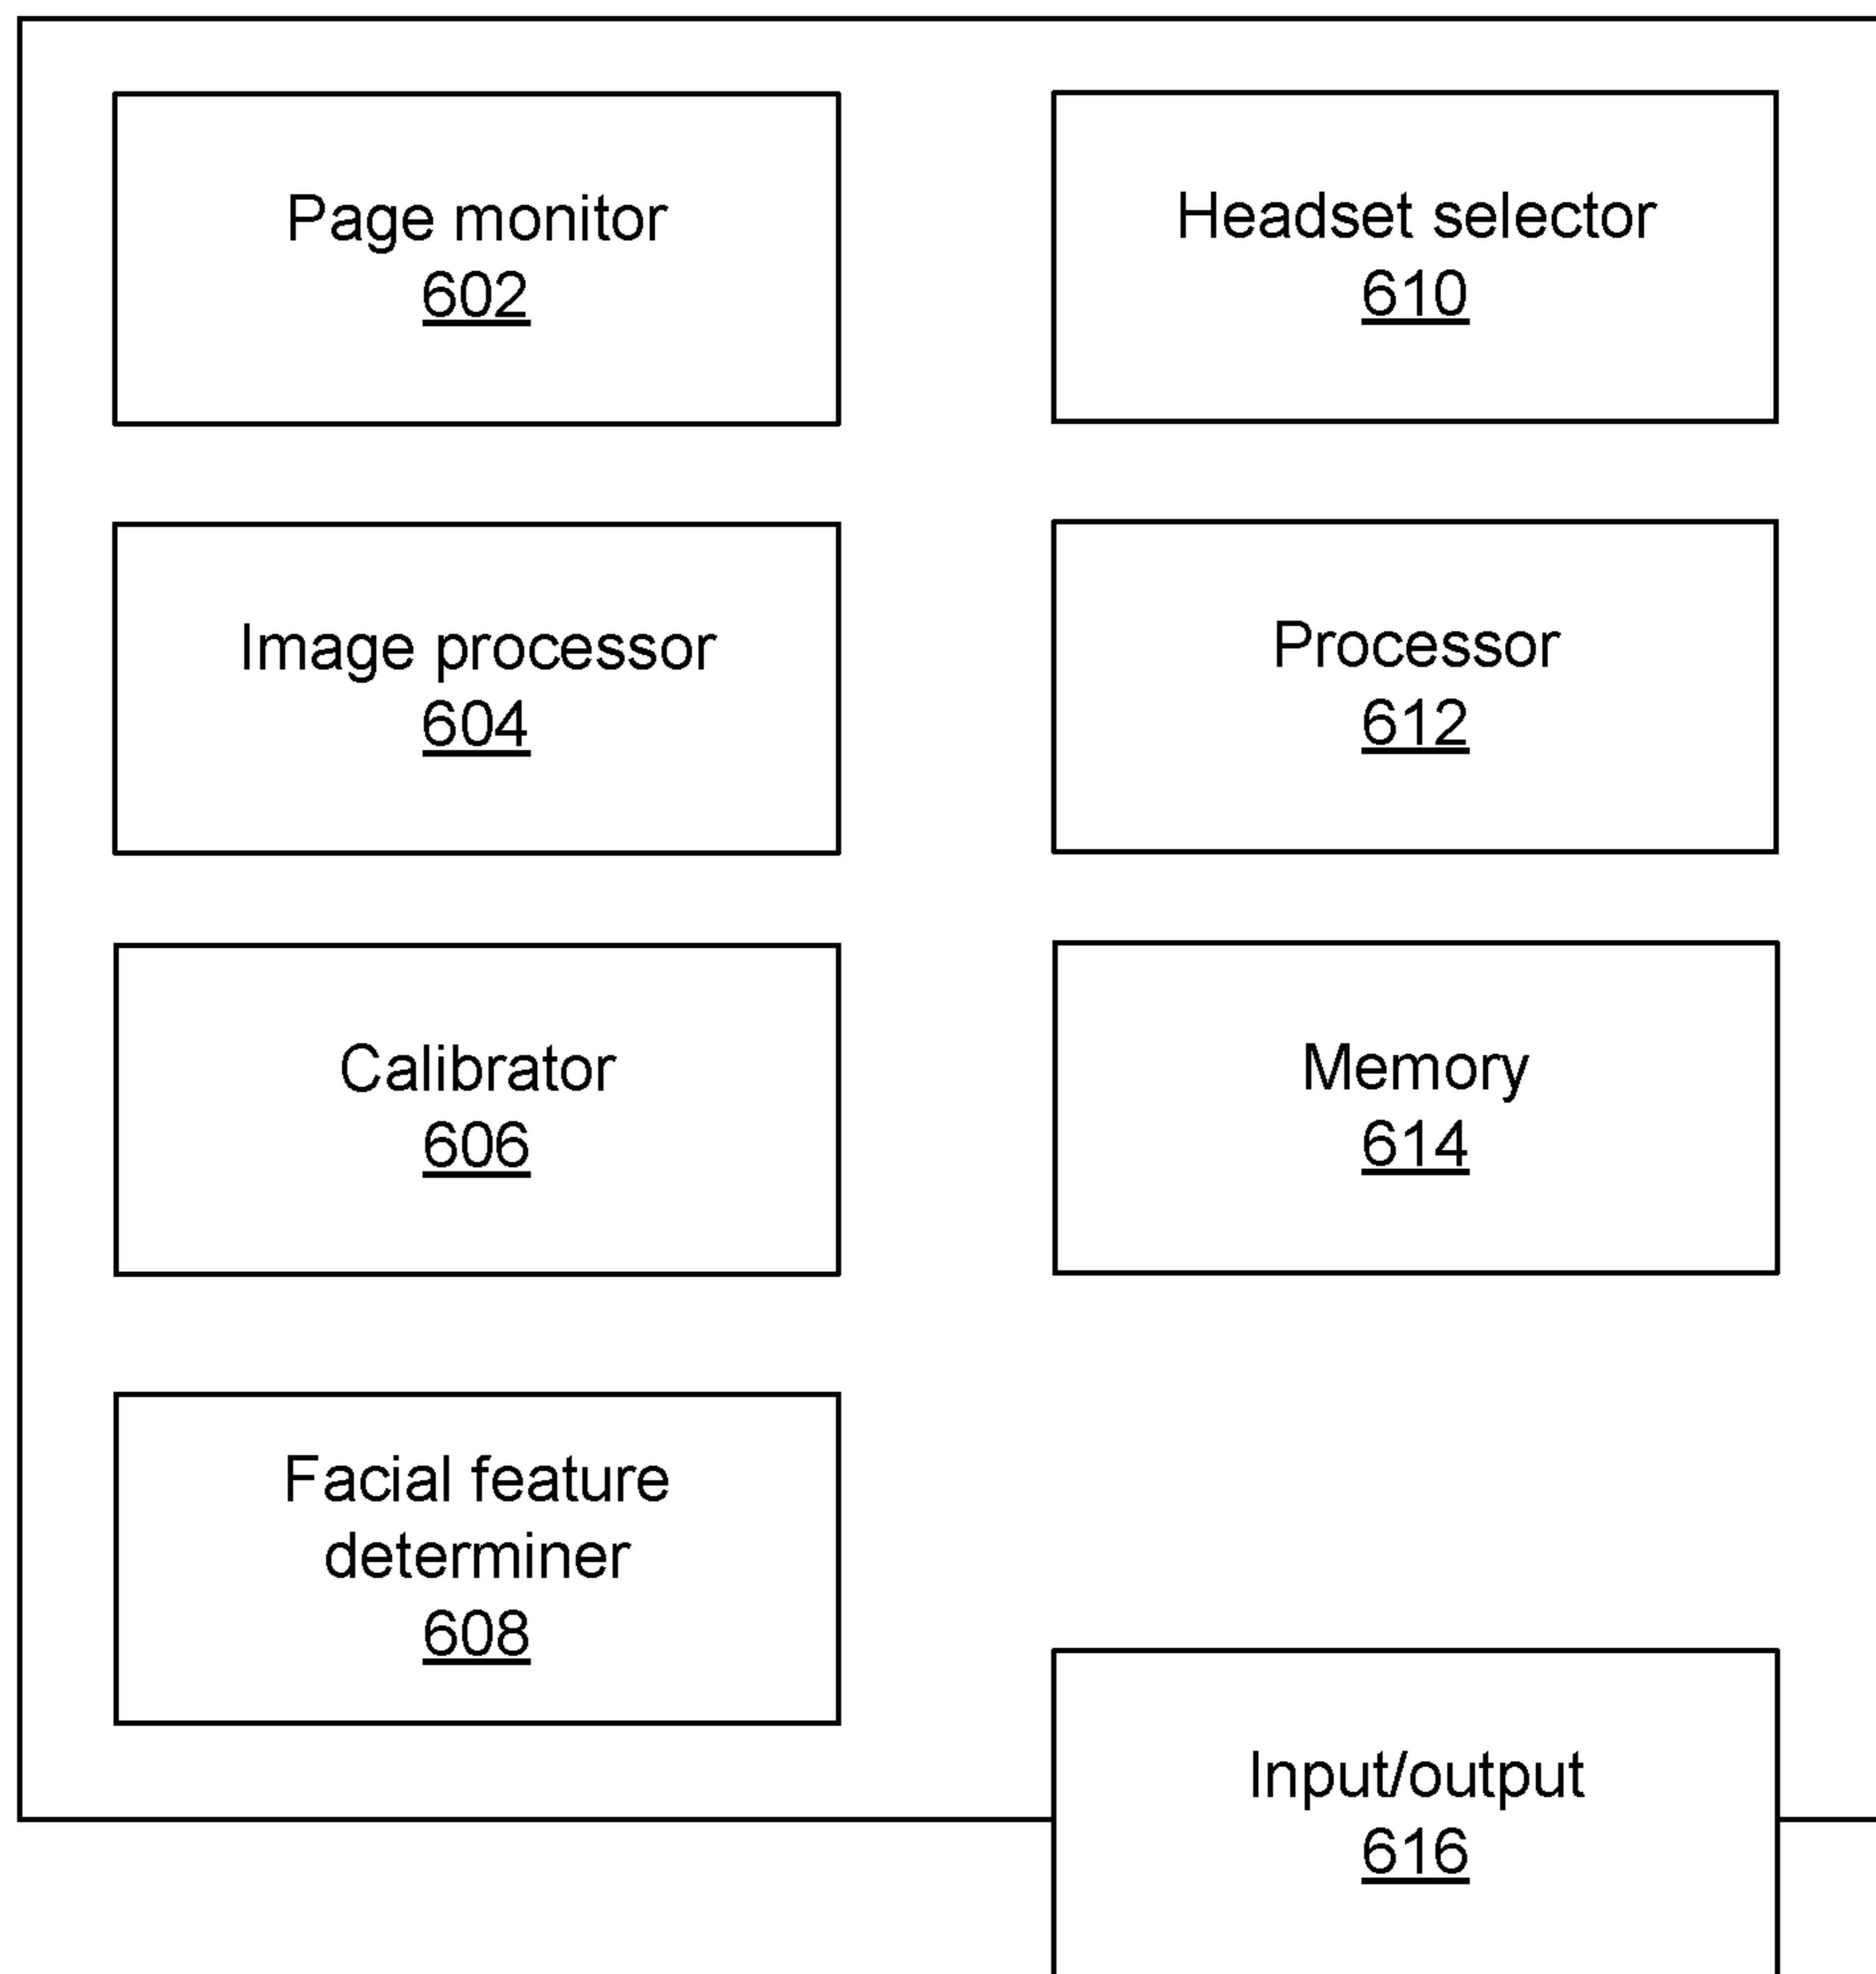 Page monitor
602
Image processor
604
Calibrator
606
Facial feature
determiner
608
Headset selector
610
Processor
612
Memory
614
Input/output
616